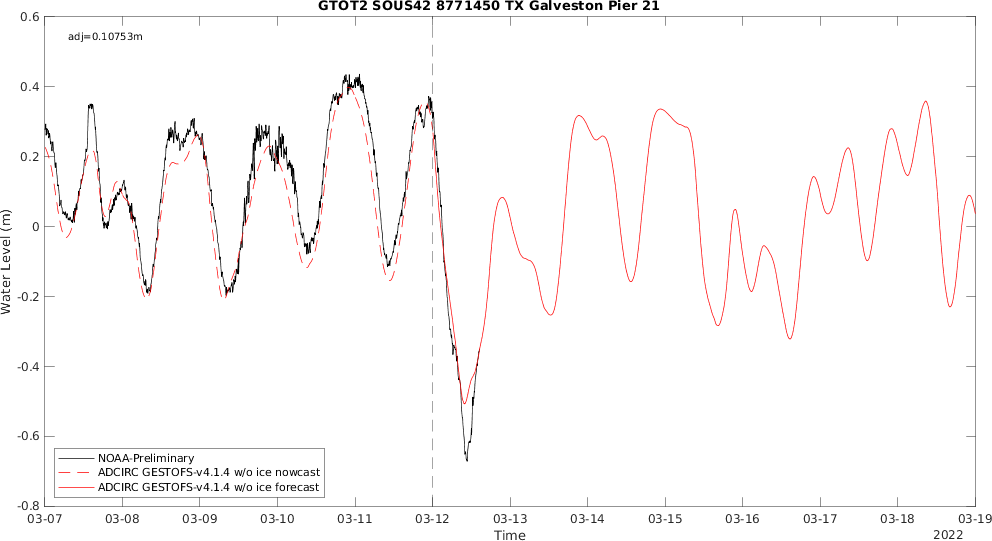 GTOT2 SOUS42 8771450 TX Galveston Pier 21
adj=0.10753m
0.6
0.4
0.2
0
-0.2
-0.4
-0.6
-0.8
Water Level (m)
NOAA-Preliminary
ADCIRC GESTOFS-v4.1.4 w/o ice nowcast
ADCIRC GESTOFS-v4.1.4 w/o ice forecast
03-07 03-08 03-09 03-10 03-11 03-12 03-13 03-14 03-15 03-16 03-17 03-18 03-19
Time
2022